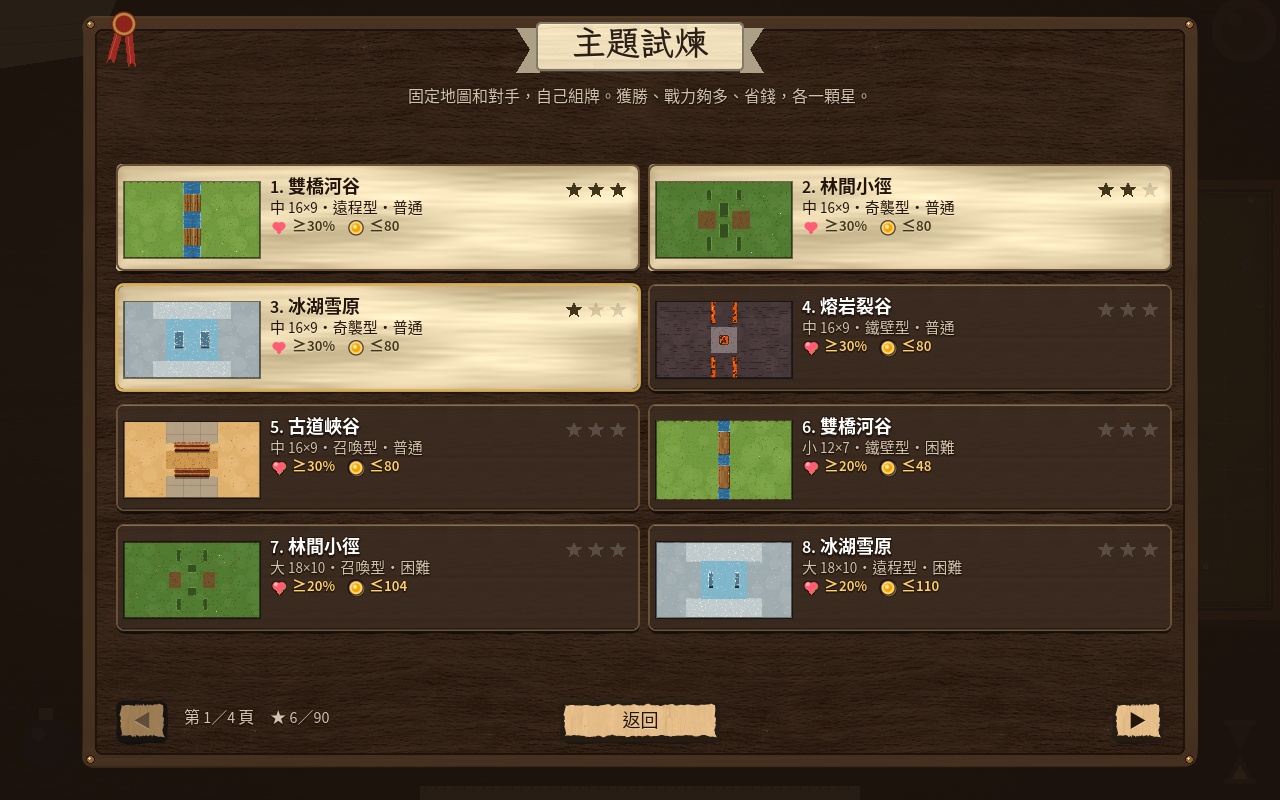 主題試煉
固定地圖和對手，自己組牌。獲勝、戰力夠多、省錢，各一顆星。
1. 雙橋河谷
中 16×9・遠程型・普通
≥30% ≤80
2. 林間小徑
中 16×9・奇襲型・普通
≥30% ≤80
3. 冰湖雪原
中 16×9・奇襲型・普通
≥30% ≤80
4. 熔岩裂谷
中 16×9・鐵壁型・普通
≥30% ≤80
5. 古道峽谷
中 16×9・召喚型・普通
≥30% ≤80
6. 雙橋河谷
小 12×7・鐵壁型・困難
≥20% ≤48
7. 林間小徑
大 18×10・召喚型・困難
≥20% ≤104
8. 冰湖雪原
大 18×10・遠程型・困難
≥20% ≤110
第 1／4 頁 ★ 6／90
返回